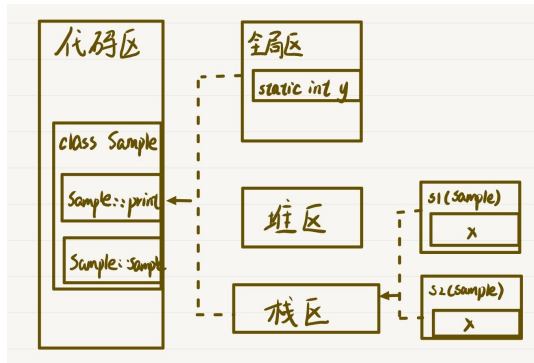 代码区
class Sample
Sample::print
Sample::Sampl
全局区
static int y
堆区
栈区
s1(sample)
x
s2(sample)
x